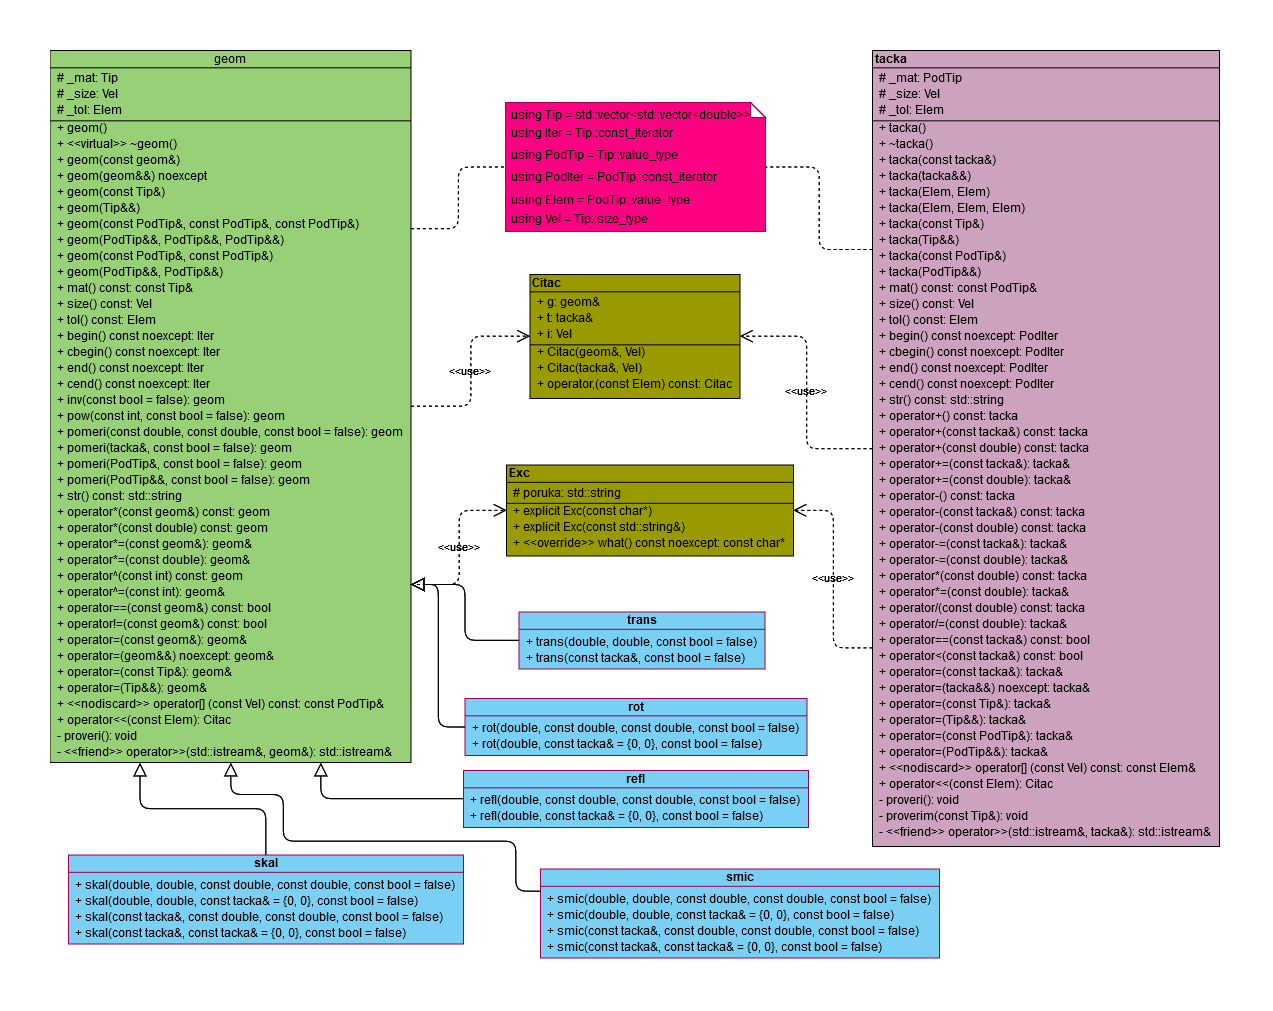 geom
# _mat: Tip
# _size: Vel
# _tol: Elem
+ geom()
+ <<virtual>> ~geom()
+ geom(const geom&)
+ geom(geom&&) noexcept
+ geom(const Tip&)
+ geom(Tip&&)
+ geom(const PodTip&, const PodTip&, const PodTip&)
+ geom(PodTip&&, PodTip&&, PodTip&&)
+ geom(const PodTip&, const PodTip&)
+ geom(PodTip&&, PodTip&&)
+ mat() const: const Tip&
+ size() const: Vel
+ tol() const: Elem
+ begin() const noexcept: Iter
+ cbegin() const noexcept: Iter
+ end() const noexcept: Iter
+ cend() const noexcept: Iter
+ inv(const bool = false): geom
+ pow(const int, const bool = false): geom
+ pomeri(const double, const double, const bool = false): geom
+ pomeri(tacka&, const bool = false): geom
+ pomeri(PodTip&, const bool = false): geom
+ pomeri(PodTip&&, const bool = false): geom
+ str() const: std::string
+ operator*(const geom&) const: geom
+ operator*(const double) const: geom
+ operator*=(const geom&): geom&
+ operator*=(const double): geom&
+ operator^(const int) const: geom
+ operator^=(const int): geom&
+ operator==(const geom&) const: bool
+ operator!=(const geom&) const: bool
+ operator=(const geom&): geom&
+ operator=(geom&&) noexcept: geom&
+ operator=(const Tip&): geom&
+ operator=(Tip&&): geom&
+ <<nodiscard>> operator[] (const Vel) const: const PodTip&
+ operator<<(const Elem): Citac
- proveri(): void
- <<friend>> operator>>(std::istream&, geom&): std::istream&
using Tip = std::vector<std::vector<double>>
using Iter = Tip::const_iterator
using PodTip = Tip::value_type
using PodIter = PodTip::const_iterator
using Elem = PodTip::value_type
using Vel = Tip::size_type
Citac
+ g: geom&
+ t: tacka&
+ i: Vel
+ Citac(geom&, Vel)
+ Citac(tacka&, Vel)
+ operator,(const Elem) const: Citac
<<use>>
<<use>>
Exc
# poruka: std::string
+ explicit Exc(const char*)
+ explicit Exc(const std::string&)
+ <<override>> what() const noexcept: const char*
<<use>>
<<use>>
trans
+ trans(double, double, const bool = false)
+ trans(const tacka&, const bool = false)
rot
+ rot(double, const double, const double, const bool = false)
+ rot(double, const tacka& = {0, 0}, const bool = false)
refl
+ refl(double, const double, const double, const bool = false)
+ refl(double, const tacka& = {0, 0}, const bool = false)
skal
+ skal(double, double, const double, const double, const bool = false)
+ skal(double, double, const tacka& = {0, 0}, const bool = false)
+ skal(const tacka&, const double, const double, const bool = false)
+ skal(const tacka&, const tacka& = {0, 0}, const bool = false)
smic
+ smic(double, double, const double, const double, const bool = false)
+ smic(double, double, const tacka& = {0, 0}, const bool = false)
+ smic(const tacka&, const double, const double, const bool = false)
+ smic(const tacka&, const tacka& = {0, 0}, const bool = false)
tacka
# _mat: PodTip
# _size: Vel
# _tol: Elem
+ tacka()
+ ~tacka()
+ tacka(const tacka&)
+ tacka(tacka&&)
+ tacka(Elem, Elem)
+ tacka(Elem, Elem, Elem)
+ tacka(const Tip&)
+ tacka(Tip&&)
+ tacka(const PodTip&)
+ tacka(PodTip&&)
+ mat() const: const PodTip&
+ size() const: Vel
+ tol() const: Elem
+ begin() const noexcept: PodIter
+ cbegin() const noexcept: PodIter
+ end() const noexcept: PodIter
+ cend() const noexcept: PodIter
+ str() const: std::string
+ operator+() const: tacka
+ operator+(const tacka&) const: tacka
+ operator+(const double) const: tacka
+ operator+=(const tacka&): tacka&
+ operator+=(const double): tacka&
+ operator-() const: tacka
+ operator-(const tacka&) const: tacka
+ operator-(const double) const: tacka
+ operator-=(const tacka&): tacka&
+ operator-=(const double): tacka&
+ operator*(const double) const: tacka
+ operator*=(const double): tacka&
+ operator/(const double) const: tacka
+ operator/=(const double): tacka&
+ operator==(const tacka&) const: bool
+ operator<(const tacka&) const: bool
+ operator=(const tacka&): tacka&
+ operator=(tacka&&) noexcept: tacka&
+ operator=(const Tip&): tacka&
+ operator=(Tip&&): tacka&
+ operator=(const PodTip&): tacka&
+ operator=(PodTip&&): tacka&
+ <<nodiscard>> operator[] (const Vel) const: const Elem&
+ operator<<(const Elem): Citac
- proveri(): void
- proverim(const Tip&): void
- <<friend>> operator>>(std::istream&, tacka&): std::istream&